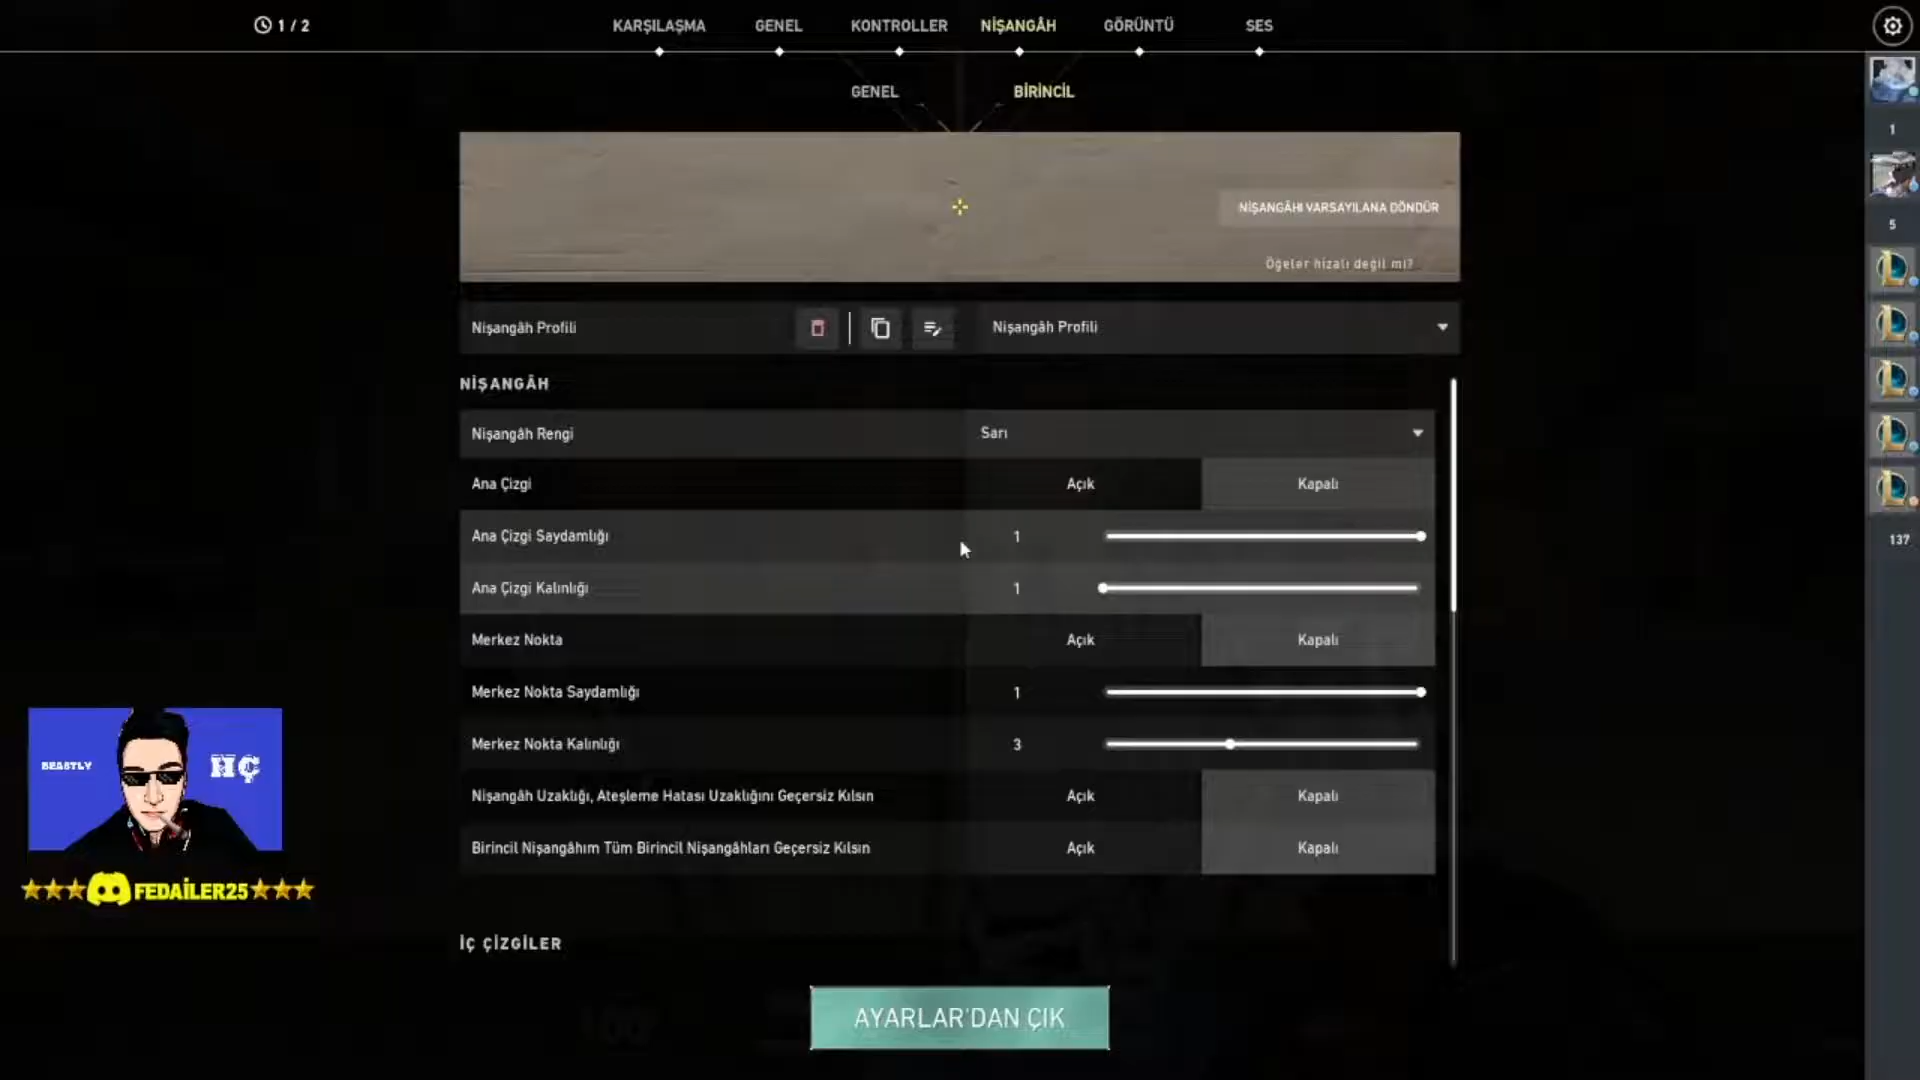 1 / 2
KARŞILAŞMA GENEL KONTROLLER NİŞANGÂH GÖRÜNTÜ SES
GENEL BİRİNCİL
NİŞANGÂHI VARSAYILANA DÖNDÜR
Öğeler hizalı değil mi?
Nişangâh Profili Nişangâh Profili
NİŞANGÂH
Nişangâh Rengi Sarı
Ana Çizgi Açık Kapalı
Ana Çizgi Saydamlığı 1
Ana Çizgi Kalınlığı 1
Merkez Nokta Açık Kapalı
Merkez Nokta Saydamlığı 1
Merkez Nokta Kalınlığı 3
Nişangâh Uzaklığı, Ateşleme Hatası Uzaklığını Geçersiz Kılsın Açık Kapalı
Birincil Nişangâhım Tüm Birincil Nişangâhları Geçersiz Kılsın Açık Kapalı
İÇ ÇİZGİLER
AYARLAR'DAN ÇIK
BEASTLY HÇ
FEDAİLER25
1
5
137
100